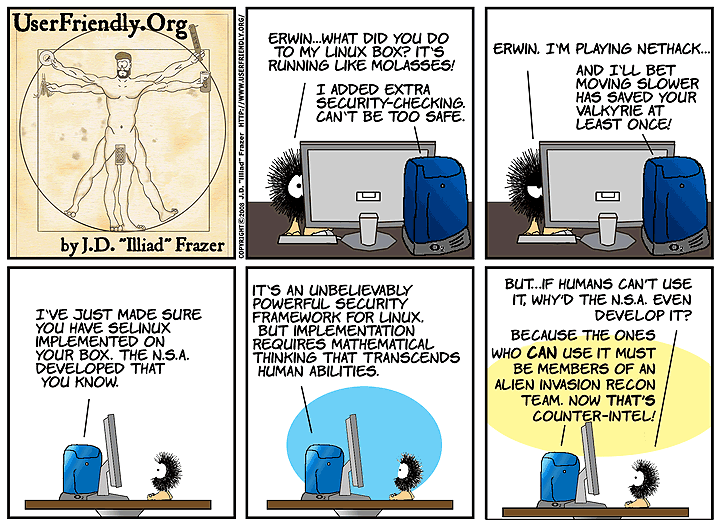 UserFriendly.Org
by J.D. "Illiad" Frazer
COPYRIGHT © 2008 J.D. "Illiad" Frazer HTTP://WWW.USERFRIENDLY.ORG/
ERWIN...WHAT DID YOU DO
TO MY LINUX BOX? IT'S
RUNNING LIKE MOLASSES!
I ADDED EXTRA
SECURITY-CHECKING.
CAN'T BE TOO SAFE.
ERWIN. I'M PLAYING NETHACK...
AND I'LL BET
MOVING SLOWER
HAS SAVED YOUR
VALKYRIE AT
LEAST ONCE!
I'VE JUST MADE SURE
YOU HAVE SELINUX
IMPLEMENTED ON
YOUR BOX. THE N.S.A.
DEVELOPED THAT
YOU KNOW.
IT'S AN UNBELIEVABLY
POWERFUL SECURITY
FRAMEWORK FOR LINUX.
BUT IMPLEMENTATION
REQUIRES MATHEMATICAL
THINKING THAT TRANSCENDS
HUMAN ABILITIES.
BUT...IF HUMANS CAN'T USE
IT, WHY'D THE N.S.A. EVEN
DEVELOP IT?
BECAUSE THE ONES
WHO CAN USE IT MUST
BE MEMBERS OF AN
ALIEN INVASION RECON
TEAM. NOW THAT'S
COUNTER-INTEL!